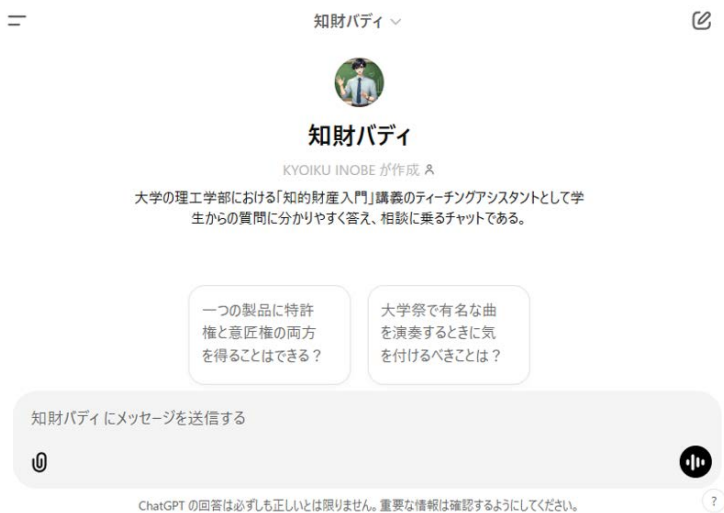 知財バディ
知財バディ
KYOIKU INOBE が作成
大学の理工学部における「知的財産入門」講義のティーチングアシスタントとして学
生からの質問に分かりやすく答え、相談に乗るチャットである。
一つの製品に特許
権と意匠権の両方
を得ることはできる？
大学祭で有名な曲
を演奏するときに気
を付けるべきことは？
知財バディ にメッセージを送信する
ChatGPT の回答は必ずしも正しいとは限りません。重要な情報は確認するようにしてください。
?